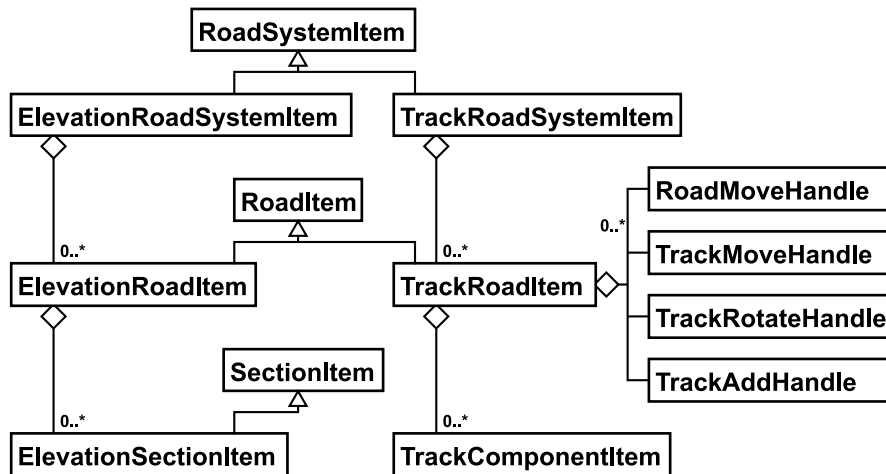 RoadSystemItem
ElevationRoadSystemItem
TrackRoadSystemItem
RoadMoveHandle
RoadItem
0..*
0..*
0..*
TrackMoveHandle
ElevationRoadItem
TrackRoadItem
TrackRotateHandle
SectionItem
TrackAddHandle
0..*
0..*
ElevationSectionItem
TrackComponentItem